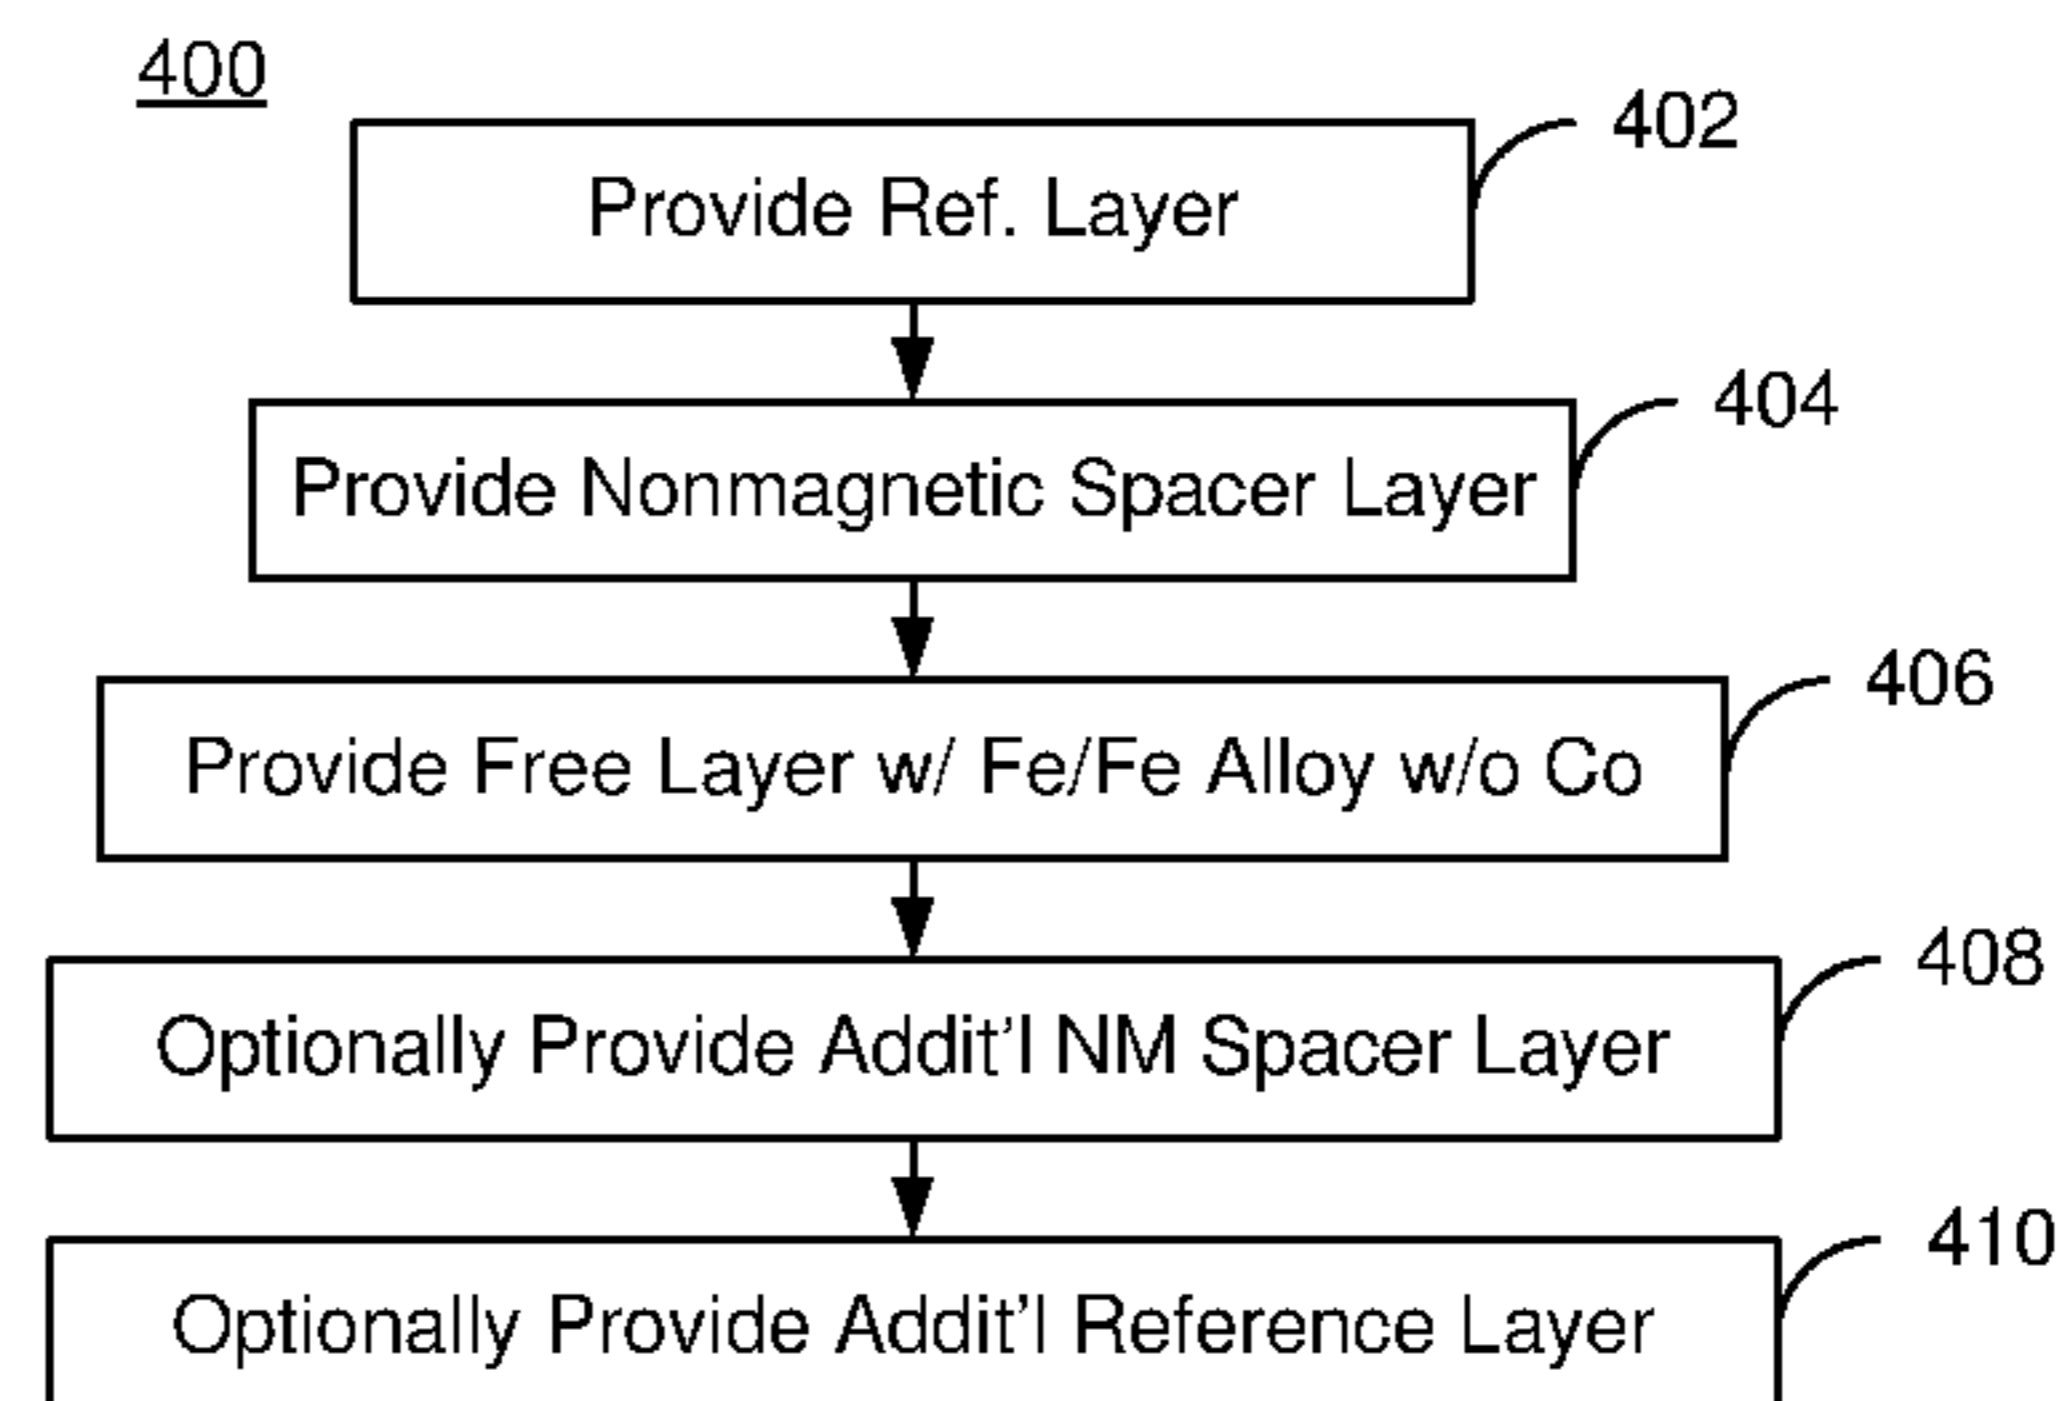 400
402
Provide Ref. Layer
404
Provide Nonmagnetic Spacer Layer
406
Provide Free Layer w/ Fe/Fe Alloy w/o Co
408
Optionally Provide Addit'l NM Spacer Layer
410
Optionally Provide Addit'l Reference Layer